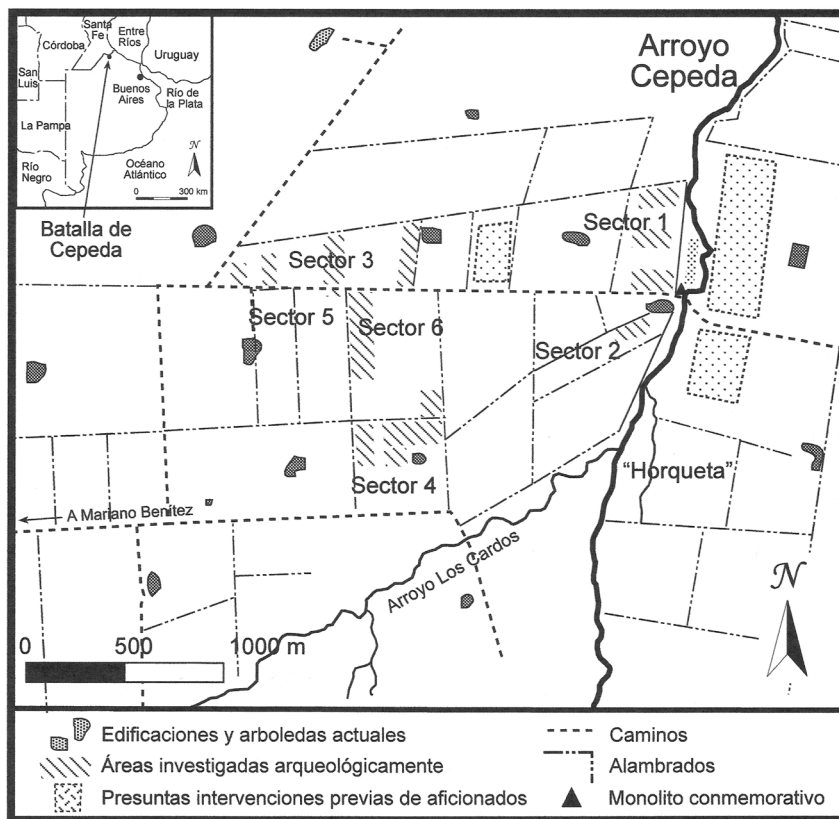 Santa
Fe
Entre
Ríos
Córdoba
Uruguay
San
Luis
Buenos
Aires
Río de
la Plata
La Pampa
Río
Negro
Océano
Atlántico
N
0 300 km
Batalla de
Cepeda
Arroyo
Cepeda
Sector 1
Sector 3
Sector 5
Sector 6
Sector 2
Sector 4
"Horqueta"
A Mariano Benítez
Arroyo Los Cardos
N
0 500 1000 m
Edificaciones y arboledas actuales
Áreas investigadas arqueológicamente
Presuntas intervenciones previas de aficionados
Caminos
Alambrados
Monolito conmemorativo